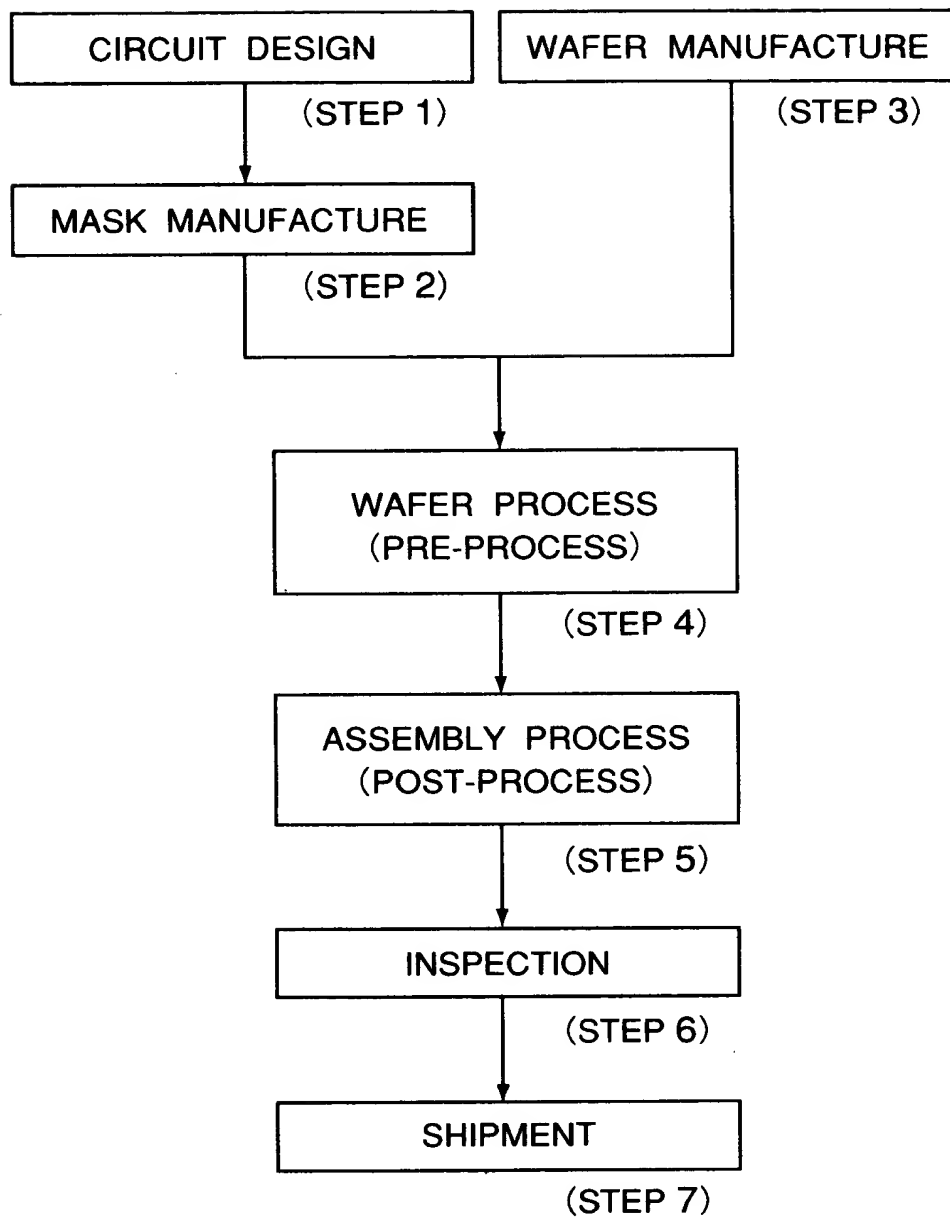 CIRCUIT DESIGN
(STEP 1)
WAFER MANUFACTURE
(STEP 3)
MASK MANUFACTURE
(STEP 2)
WAFER PROCESS
(PRE-PROCESS)
(STEP 4)
ASSEMBLY PROCESS
(POST-PROCESS)
(STEP 5)
INSPECTION
(STEP 6)
SHIPMENT
(STEP 7)